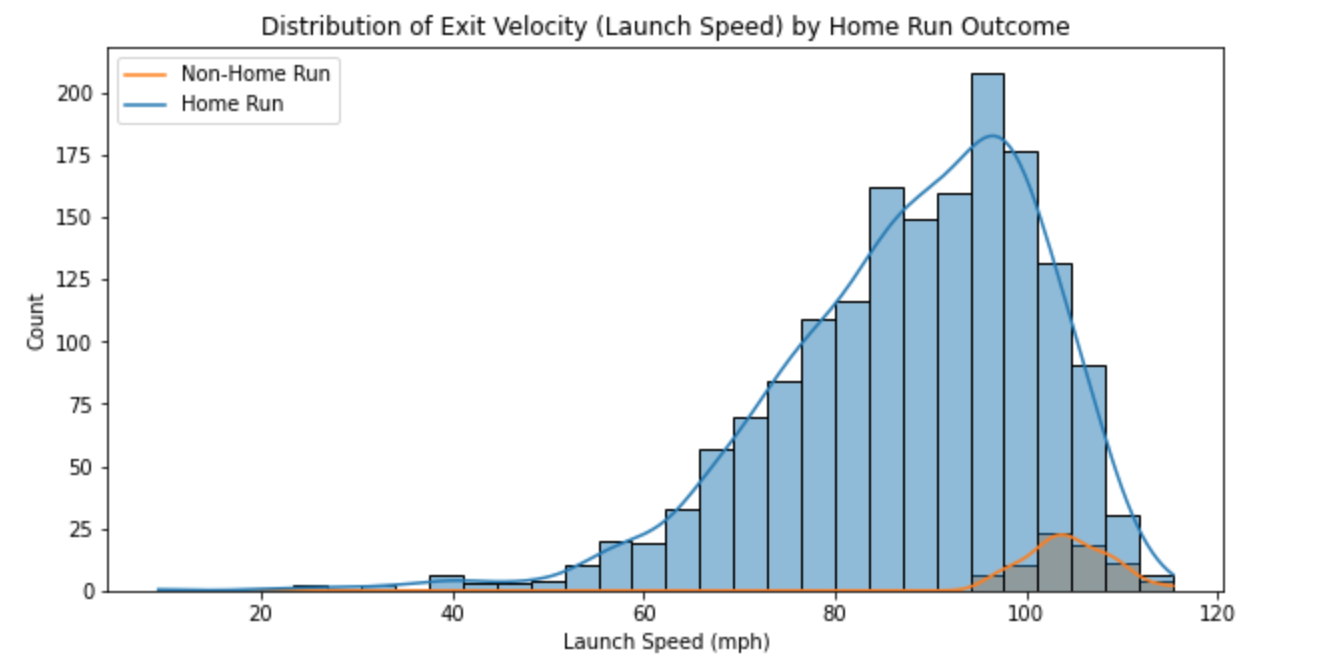 Distribution of Exit Velocity (Launch Speed) by Home Run Outcome
Non-Home Run
Home Run
200
175
150
125
100
75
50
25
0
Count
20 40 60 80 100 120
Launch Speed (mph)